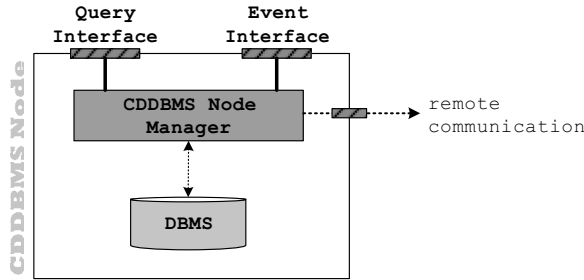 Query
Interface
Event
Interface
CDDBMS Node
CDDBMS Node
Manager
remote
communication
DBMS